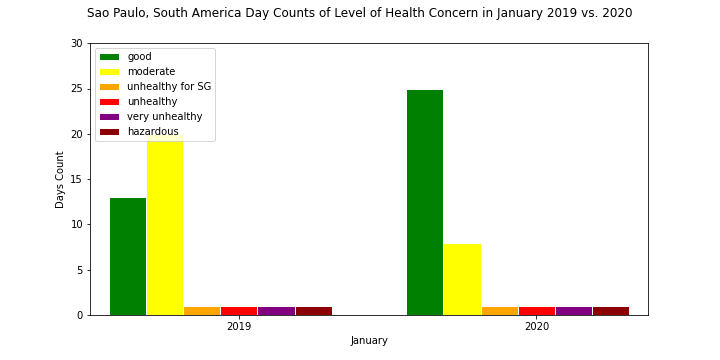 Sao Paulo, South America Day Counts of Level of Health Concern in January 2019 vs. 2020
30
25
20
15
10
5
0
Days Count
good
moderate
unhealthy for SG
unhealthy
very unhealthy
hazardous
2019
2020
January